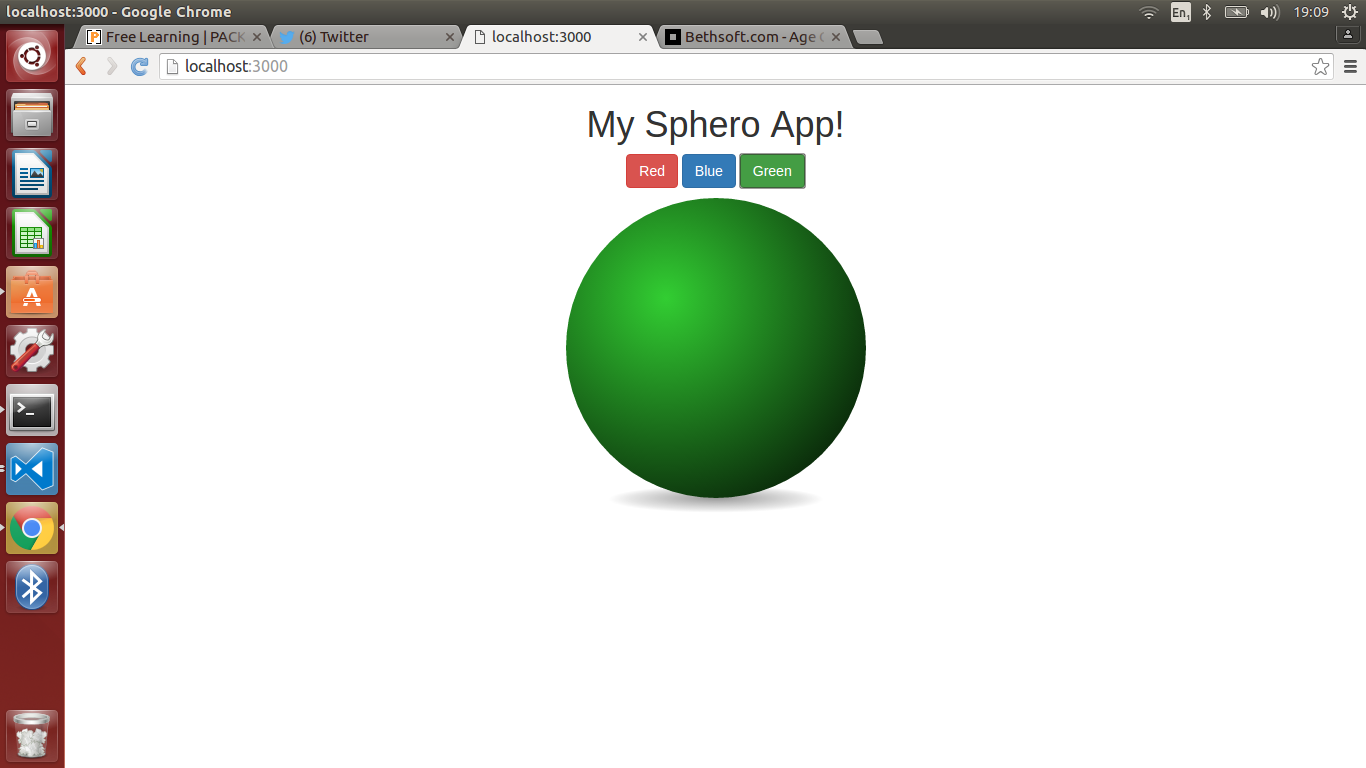 localhost:3000 - Google Chrome
En1
19:09
Free Learning | PACK
(6) Twitter
localhost:3000
Bethsoft.com - Age
localhost:3000
My Sphero App!
Red
Blue
Green